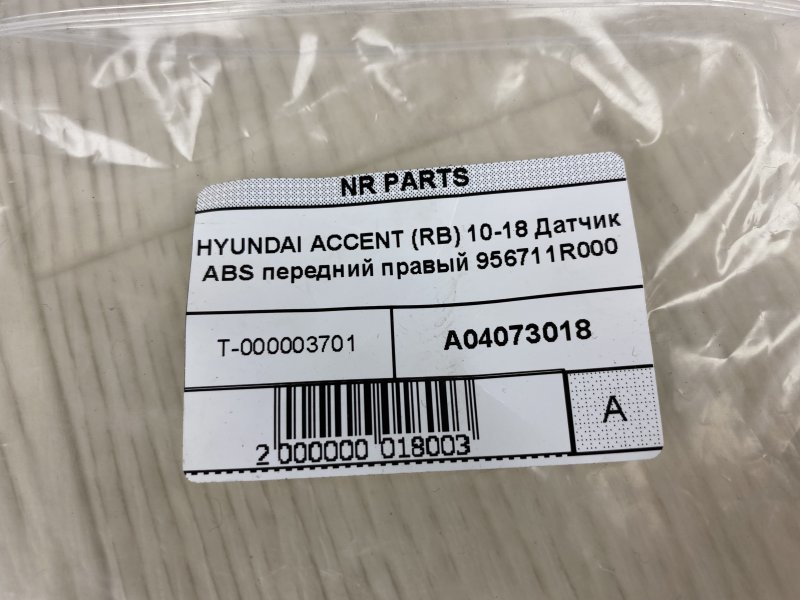 NR PARTS
HYUNDAI ACCENT (RB) 10-18 Датчик
ABS передний правый 956711R000
T-000003701
A04073018
A
2 000000 018003